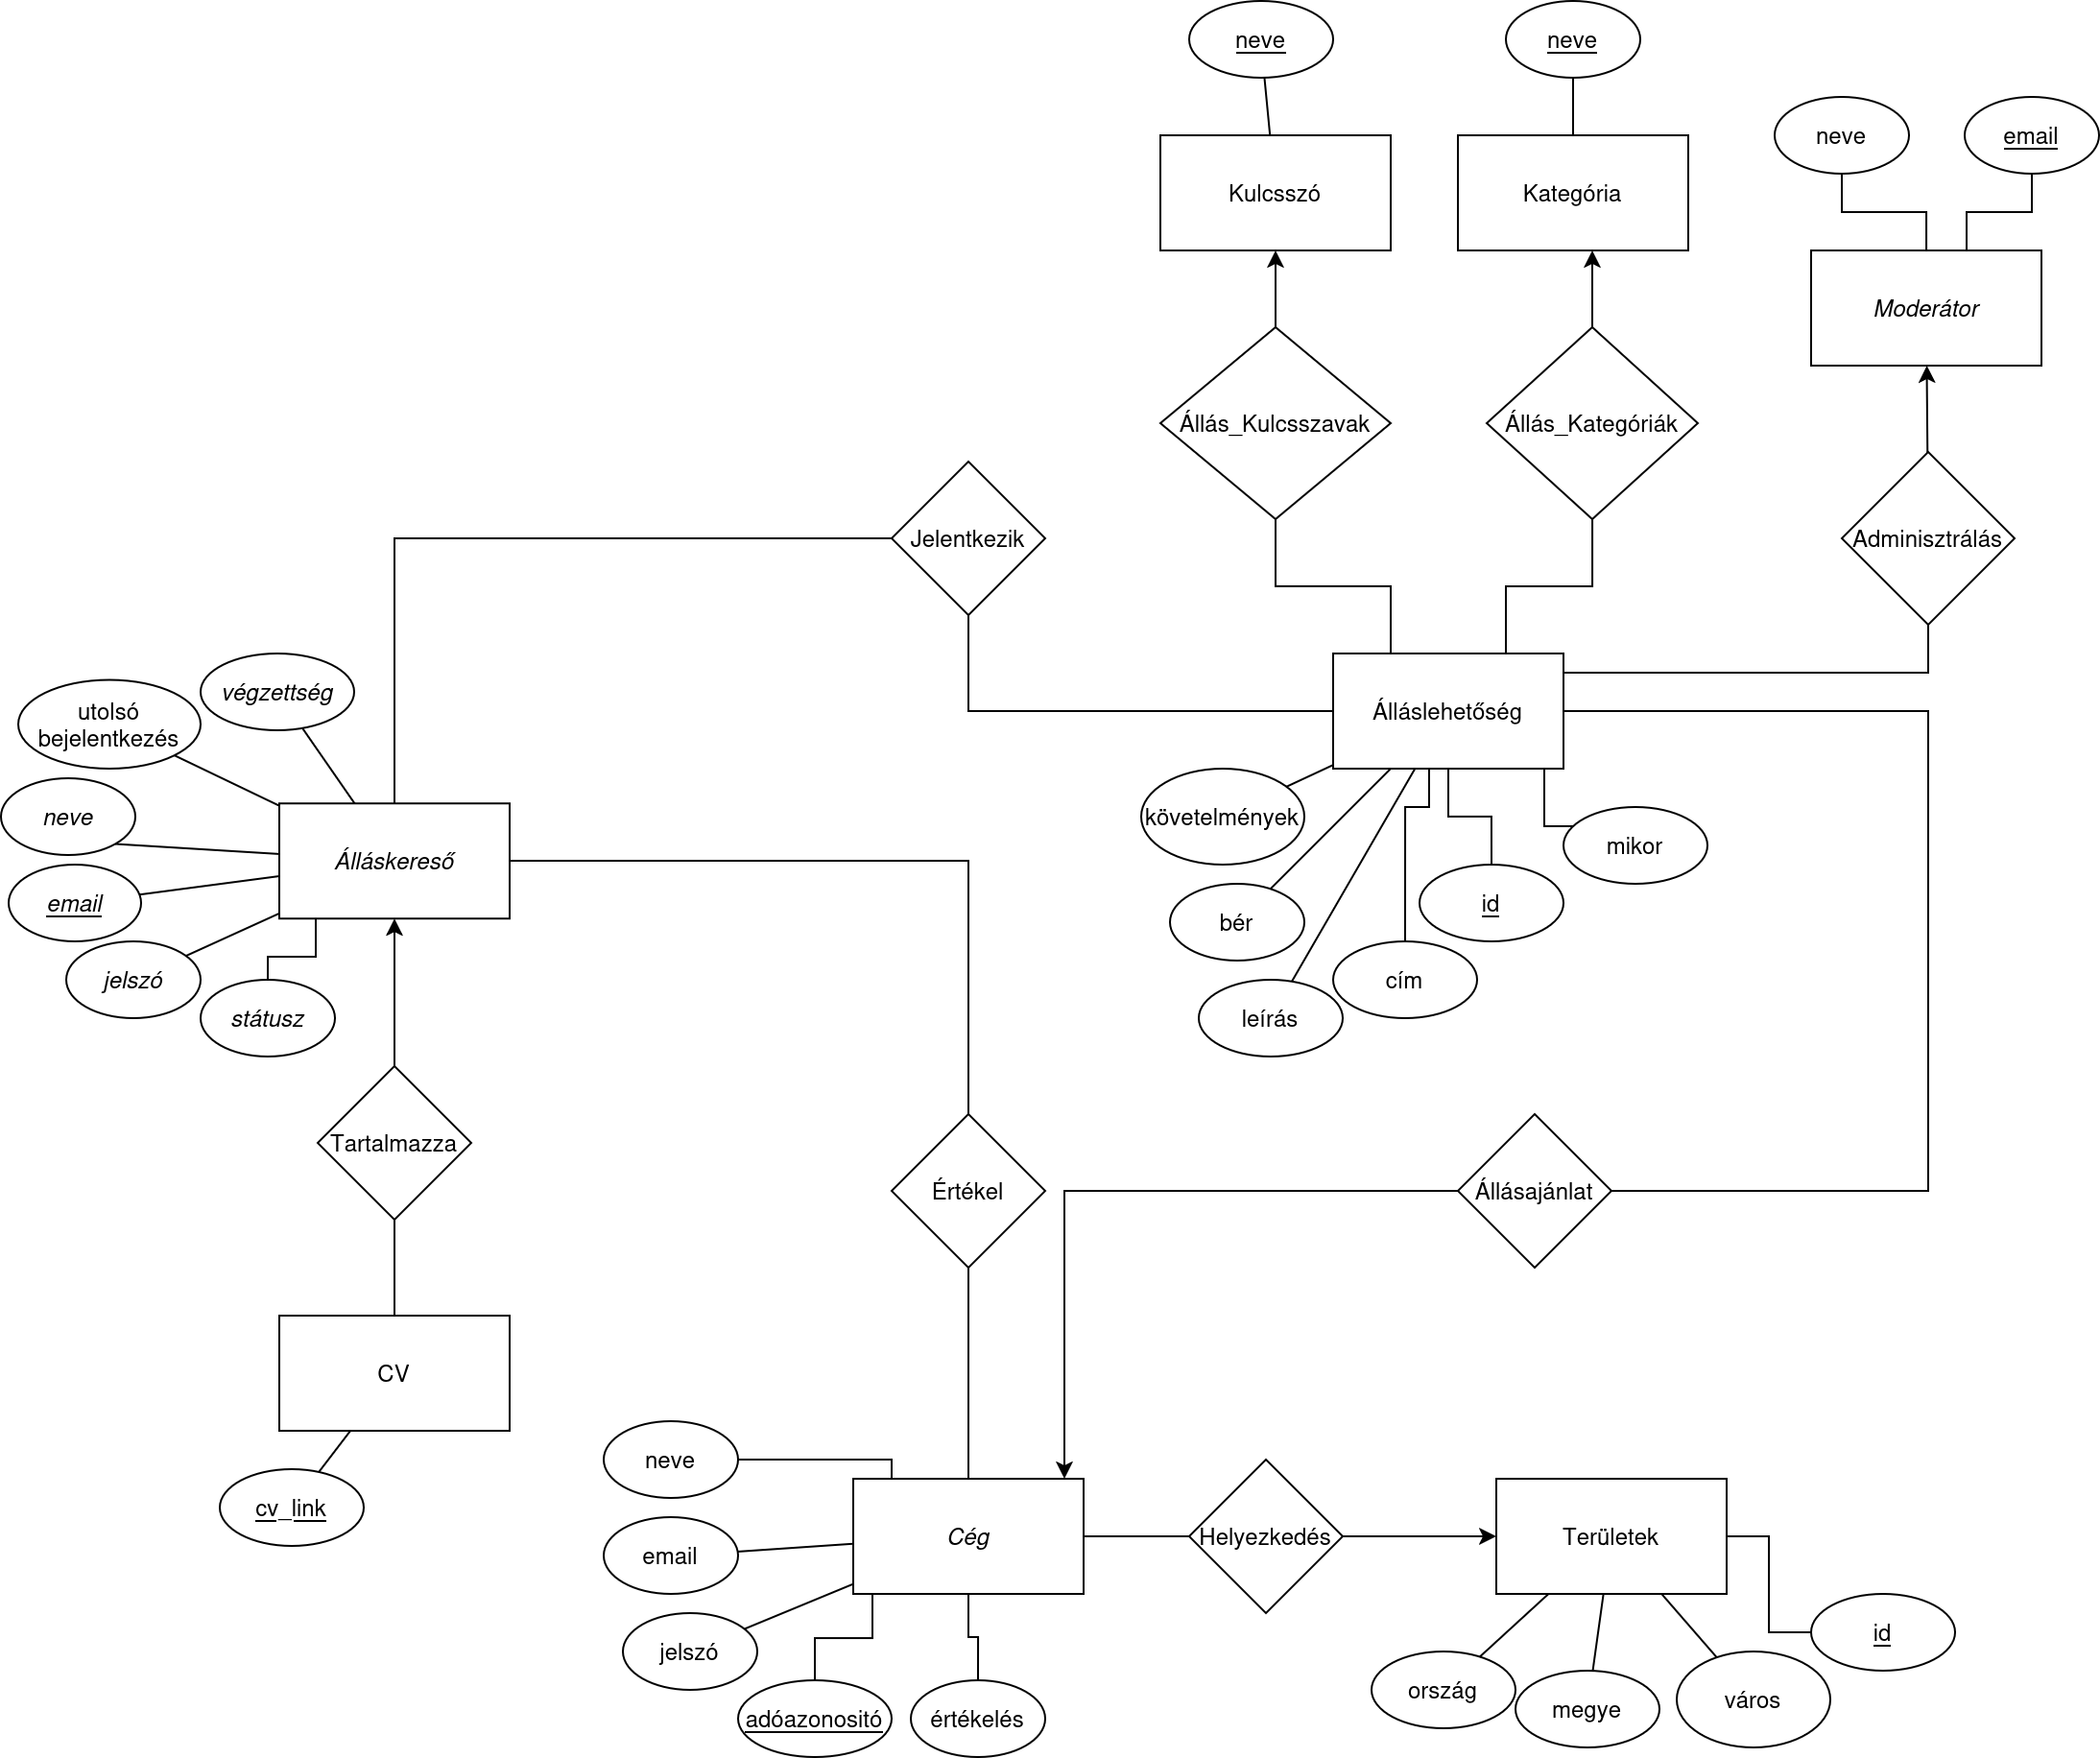 neve
neve
neve
email
Kulcsszó
Kategória
Moderátor
Állás_Kulcsszavak
Állás_Kategóriák
Jelentkezik
Adminisztrálás
végzettség
utolsó
bejelentkezés
Álláslehetőség
neve
követelmények
mikor
Álláskereső
email
bér
id
jelszó
cím
státusz
leírás
Tartalmazza
Értékel
Állásajánlat
CV
neve
cv_link
email
Cég
Helyezkedés
Területek
jelszó
id
adóazonositó
értékelés
ország
megye
város